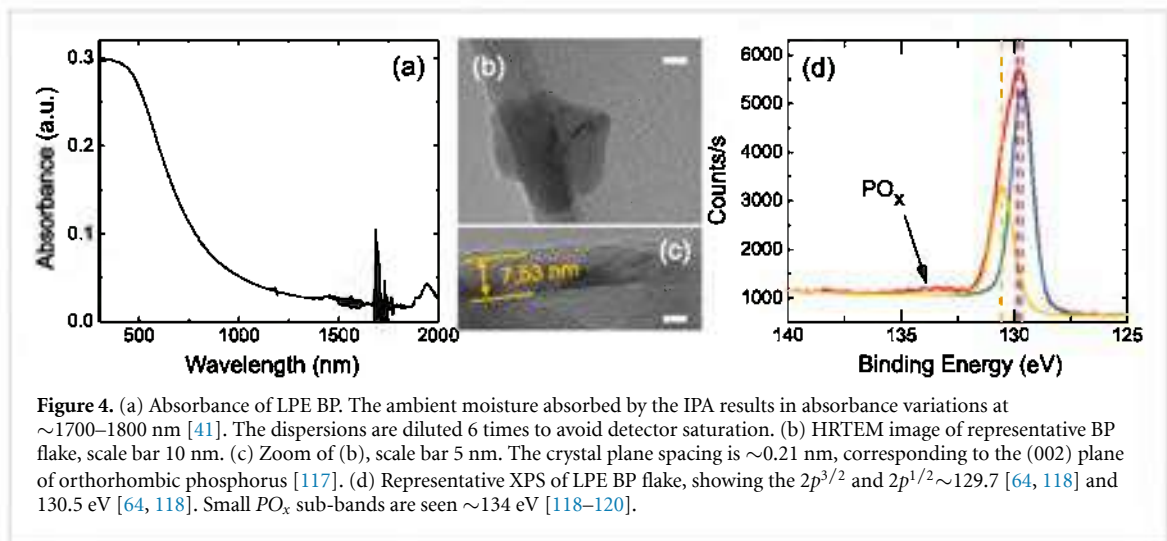 0.3
0.2
0.1
0.0
500
1000
1500
2000
Absorbance (a.u.)
Wavelength (nm)
(a)
(b)
(c)
7.63 nm
(d)
6000
5000
4000
3000
2000
1000
140
135
130
125
Counts/s
Binding Energy (eV)
POx
Figure 4. (a) Absorbance of LPE BP. The ambient moisture absorbed by the IPA results in absorbance variations at
∼1700–1800 nm [41]. The dispersions are diluted 6 times to avoid detector saturation. (b) HRTEM image of representative BP
flake, scale bar 10 nm. (c) Zoom of (b), scale bar 5 nm. The crystal plane spacing is ∼0.21 nm, corresponding to the (002) plane
of orthorhombic phosphorus [117]. (d) Representative XPS of LPE BP flake, showing the 2p3/2 and 2p1/2∼129.7 [64, 118] and
130.5 eV [64, 118]. Small POx sub-bands are seen ∼134 eV [118–120].